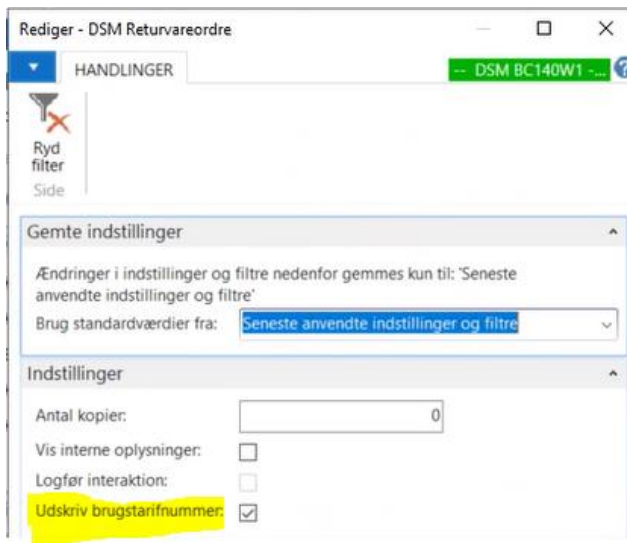 Rediger - DSM Returvareordre
HANDLINGER
-- DSM BC140W1 -...
?
Ryd
filter
Side
Gemte indstillinger
Ændringer i indstillinger og filtre nedenfor gemmes kun til: 'Seneste
anvendte indstillinger og filtre'
Brug standardværdier fra: Seneste anvendte indstillinger og filtre
Indstillinger
Antal kopier: 0
Vis interne oplysninger:
Logfør interaktion:
Udskriv brugstarifnummer: